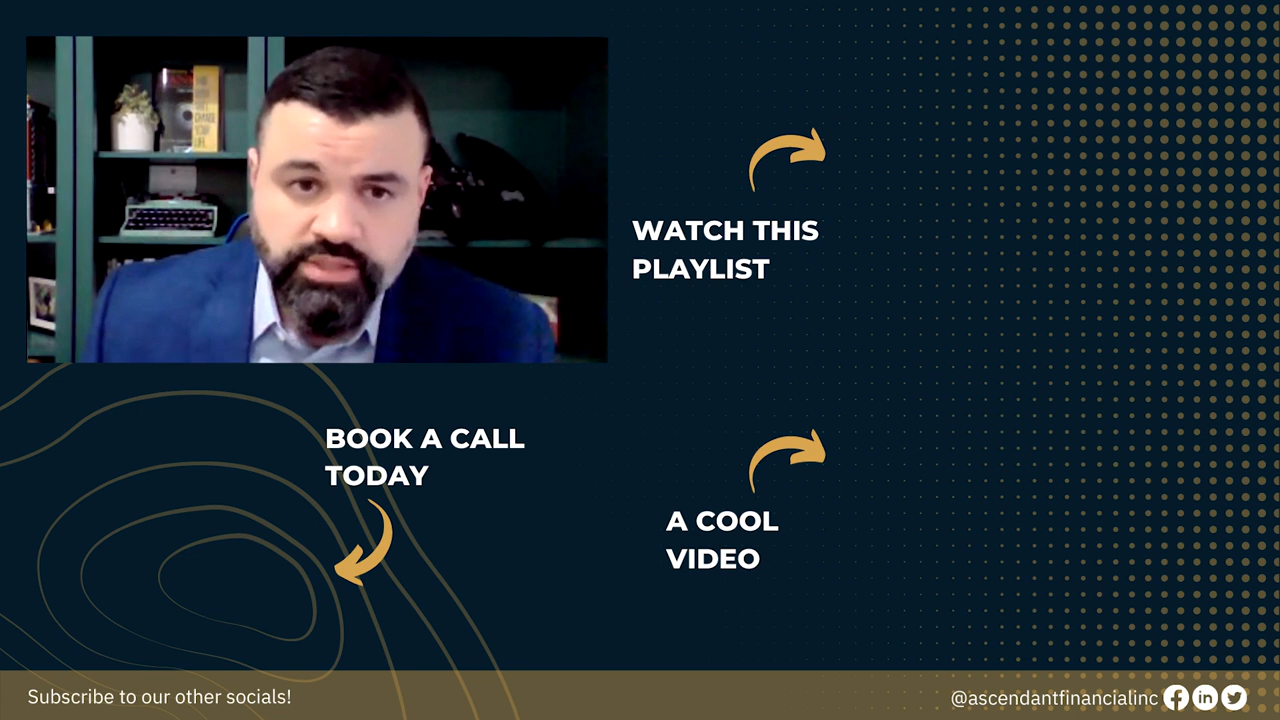 WATCH THIS
PLAYLIST
BOOK A CALL
TODAY
A COOL
VIDEO
Subscribe to our other socials!
@ascendantfinancialinc